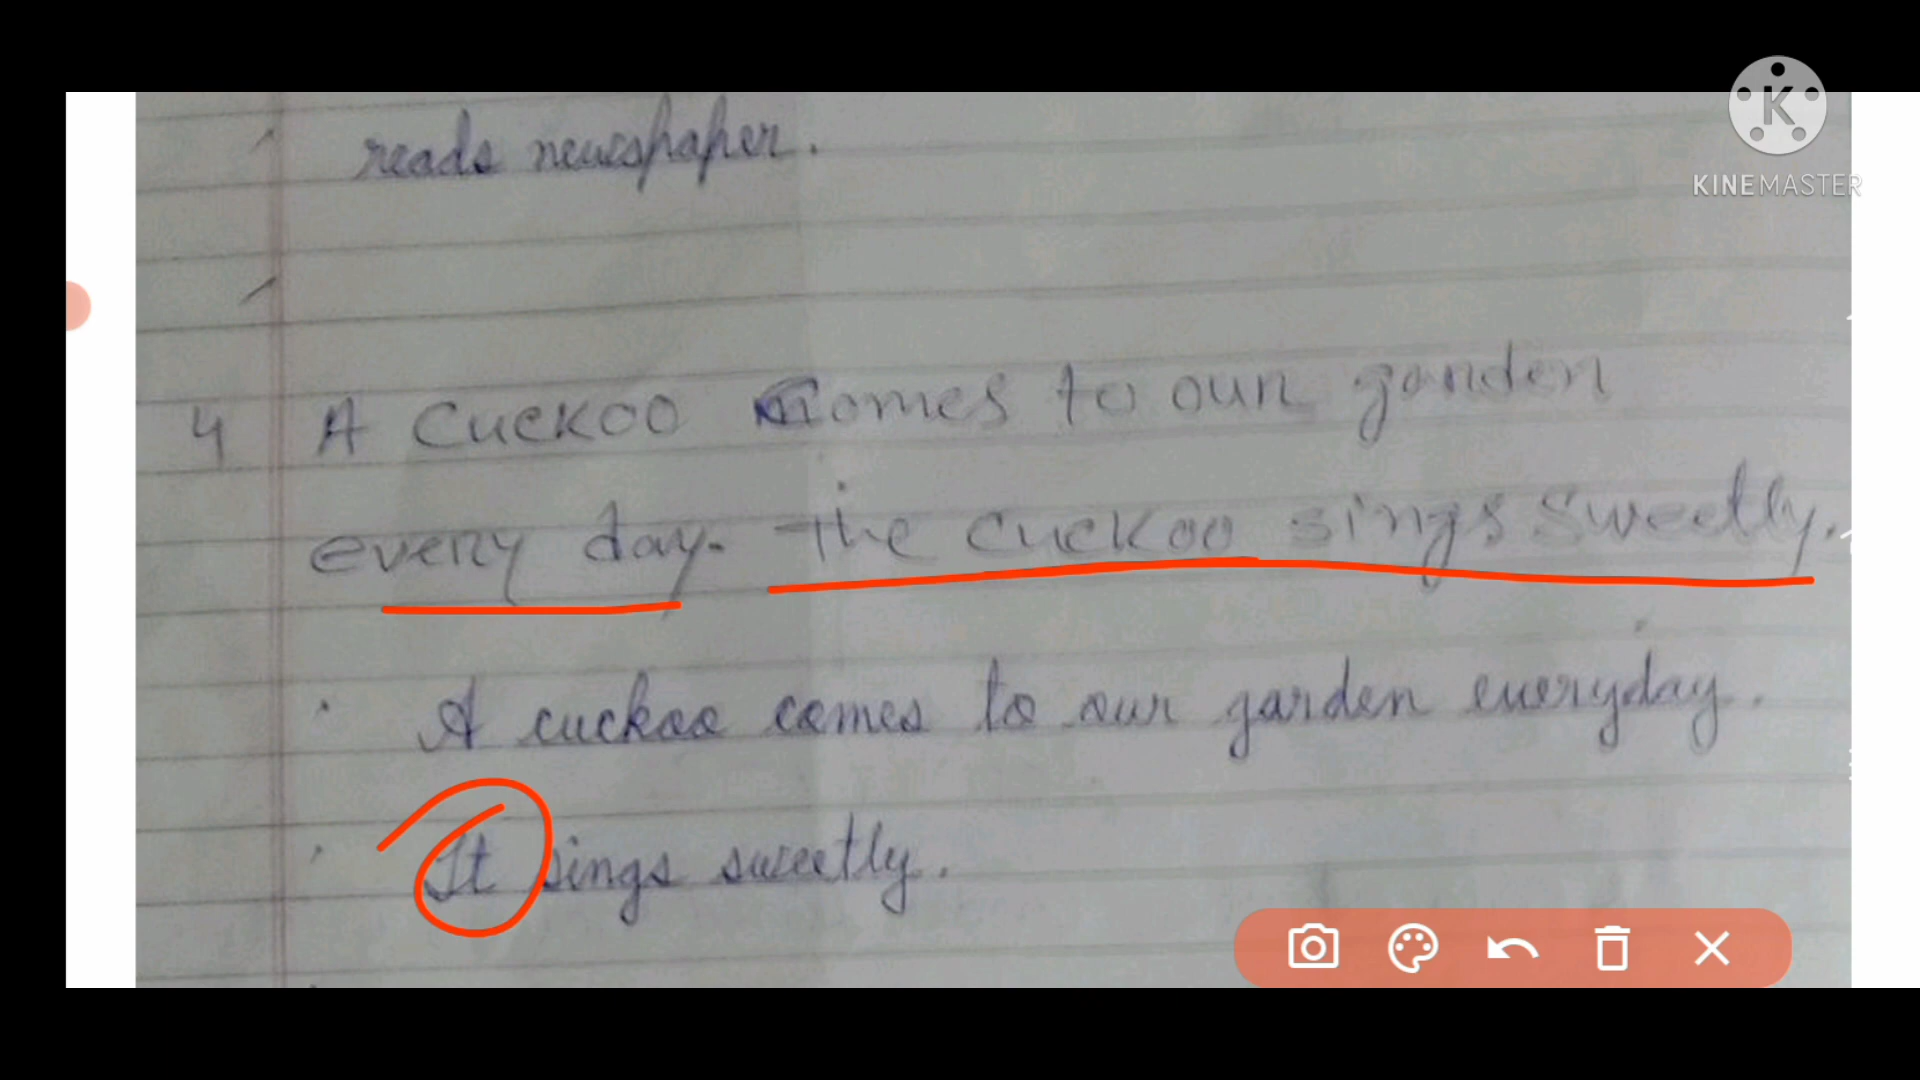 reads newspaper.
KINEMASTER
4 A Cuckoo Comes to our garden
every day. The Cuckoo sings Sweetly.
A cuckoo comes to our garden everyday.
It sings sweetly.